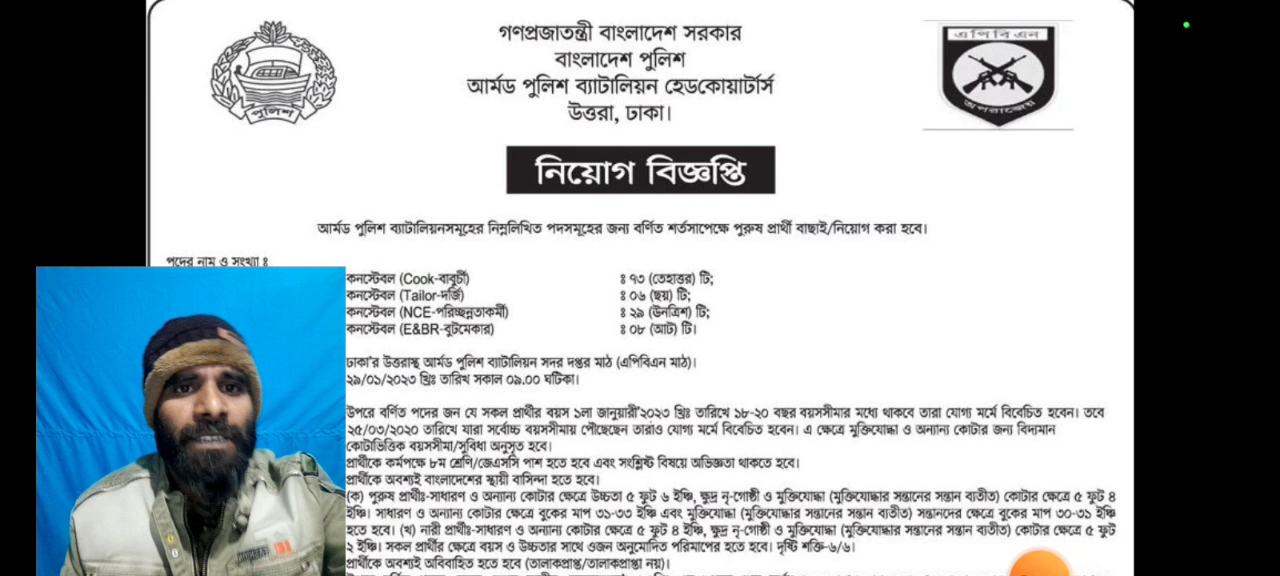 গণপ্রজাতন্ত্রী বাংলাদেশ সরকার
বাংলাদেশ পুলিশ
আর্মড পুলিশ ব্যাটালিয়ন হেডকোয়ার্টার্স
উত্তরা, ঢাকা।
পুলিশ
এপিবিএন
অপরাজেয়
নিয়োগ বিজ্ঞপ্তি
আর্মড পুলিশ ব্যাটালিয়নসমূহের নিম্নলিখিত পদসমূহের জন্য বর্ণিত শর্তসাপেক্ষে পুরুষ প্রার্থী বাছাই/নিয়োগ করা হবে।
পদের নাম ও সংখ্যা ঃ
কনস্টেবল (Cook-বাবুর্চী) ঃ ৭৩ (তেহাত্তর) টি;
কনস্টেবল (Tailor-দর্জি) ঃ ০৬ (ছয়) টি;
কনস্টেবল (NCE-পরিচ্ছন্নতাকর্মী) ঃ ২৯ (উনত্রিশ) টি;
কনস্টেবল (E&BR-বুটমেকার) ঃ ০৮ (আট) টি।
ঢাকা'র উত্তরাস্থ আর্মড পুলিশ ব্যাটালিয়ন সদর দপ্তর মাঠ (এপিবিএন মাঠ)।
২৯/০১/২০২৩ খ্রিঃ তারিখ সকাল ০৯.০০ ঘটিকা।
উপরে বর্ণিত পদের জন যে সকল প্রার্থীর বয়স ১লা জানুয়ারী'২০২৩ খ্রিঃ তারিখে ১৮-২০ বছর বয়সসীমার মধ্যে থাকবে তারা যোগ্য মর্মে বিবেচিত হবেন। তবে
২৫/০৩/২০২০ তারিখে যারা সর্বোচ্চ বয়সসীমায় পৌছেছেন তারাও যোগ্য মর্মে বিবেচিত হবেন। এ ক্ষেত্রে মুক্তিযোদ্ধা ও অন্যান্য কোটার জন্য বিদ্যমান
কোটাভিত্তিক বয়সসীমা/সুবিধা অনুসৃত হবে।
প্রার্থীকে কর্মপক্ষে ৮ম শ্রেণি/জেএসসি পাশ হতে হবে এবং সংশ্লিষ্ট বিষয়ে অভিজ্ঞতা থাকতে হবে।
প্রার্থীকে অবশ্যই বাংলাদেশের স্থায়ী বাসিন্দা হতে হবে।
(ক) পুরুষ প্রার্থীঃ-সাধারণ ও অন্যান্য কোটার ক্ষেত্রে উচ্চতা ৫ ফুট ৬ ইঞ্চি, ক্ষুদ্র নৃ-গোষ্ঠী ও মুক্তিযোদ্ধা (মুক্তিযোদ্ধার সন্তানের সন্তান ব্যতীত) কোটার ক্ষেত্রে ৫ ফুট ৪
ইঞ্চি। সাধারণ ও অন্যান্য কোটার ক্ষেত্রে বুকের মাপ ৩১-৩৩ ইঞ্চি এবং মুক্তিযোদ্ধা (মুক্তিযোদ্ধার সন্তানের সন্তান ব্যতীত) সন্তানদের ক্ষেত্রে বুকের মাপ ৩০-৩১ ইঞ্চি
হতে হবে। (খ) নারী প্রার্থীঃ-সাধারণ ও অন্যান্য কোটার ক্ষেত্রে ৫ ফুট ৪ ইঞ্চি, ক্ষুদ্র নৃ-গোষ্ঠী ও মুক্তিযোদ্ধা (মুক্তিযোদ্ধার সন্তানের সন্তান ব্যতীত) কোটার ক্ষেত্রে ৫ ফুট
২ ইঞ্চি। সকল প্রার্থীর ক্ষেত্রে বয়স ও উচ্চতার সাথে ওজন অনুমোদিত পরিমাপের হতে হবে। দৃষ্টি শক্তি-৬/৬।
প্রার্থীকে অবশ্যই অবিবাহিত হতে হবে (তালাকপ্রাপ্ত/তালাকপ্রাপ্তা নয়)।